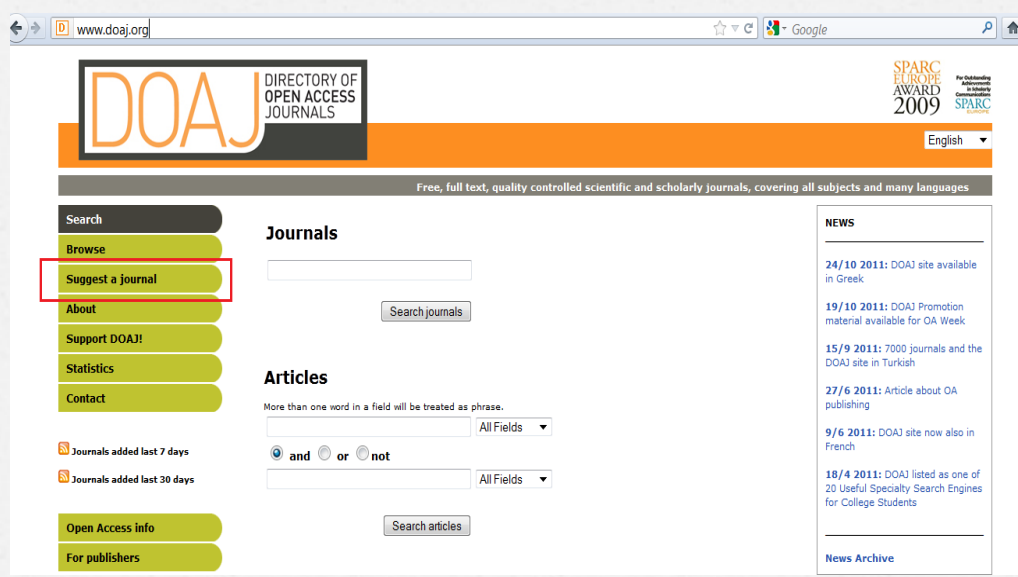 www.doaj.org
Google
DOAJ
DIRECTORY OF
OPEN ACCESS
JOURNALS
SPARC
EUROPE
AWARD
2009
For Outstanding
Achievements
in Scholarly
Communications
SPARC
EUROPE
English
Free, full text, quality controlled scientific and scholarly journals, covering all subjects and many languages
Search
Browse
Suggest a journal
About
Support DOAJ!
Statistics
Contact
Journals added last 7 days
Journals added last 30 days
Open Access info
For publishers
Journals
Search journals
Articles
More than one word in a field will be treated as phrase.
All Fields
and or not
All Fields
Search articles
NEWS
24/10 2011: DOAJ site available
in Greek
19/10 2011: DOAJ Promotion
material available for OA Week
15/9 2011: 7000 journals and the
DOAJ site in Turkish
27/6 2011: Article about OA
publishing
9/6 2011: DOAJ site now also in
French
18/4 2011: DOAJ listed as one of
20 Useful Specialty Search Engines
for College Students
News Archive